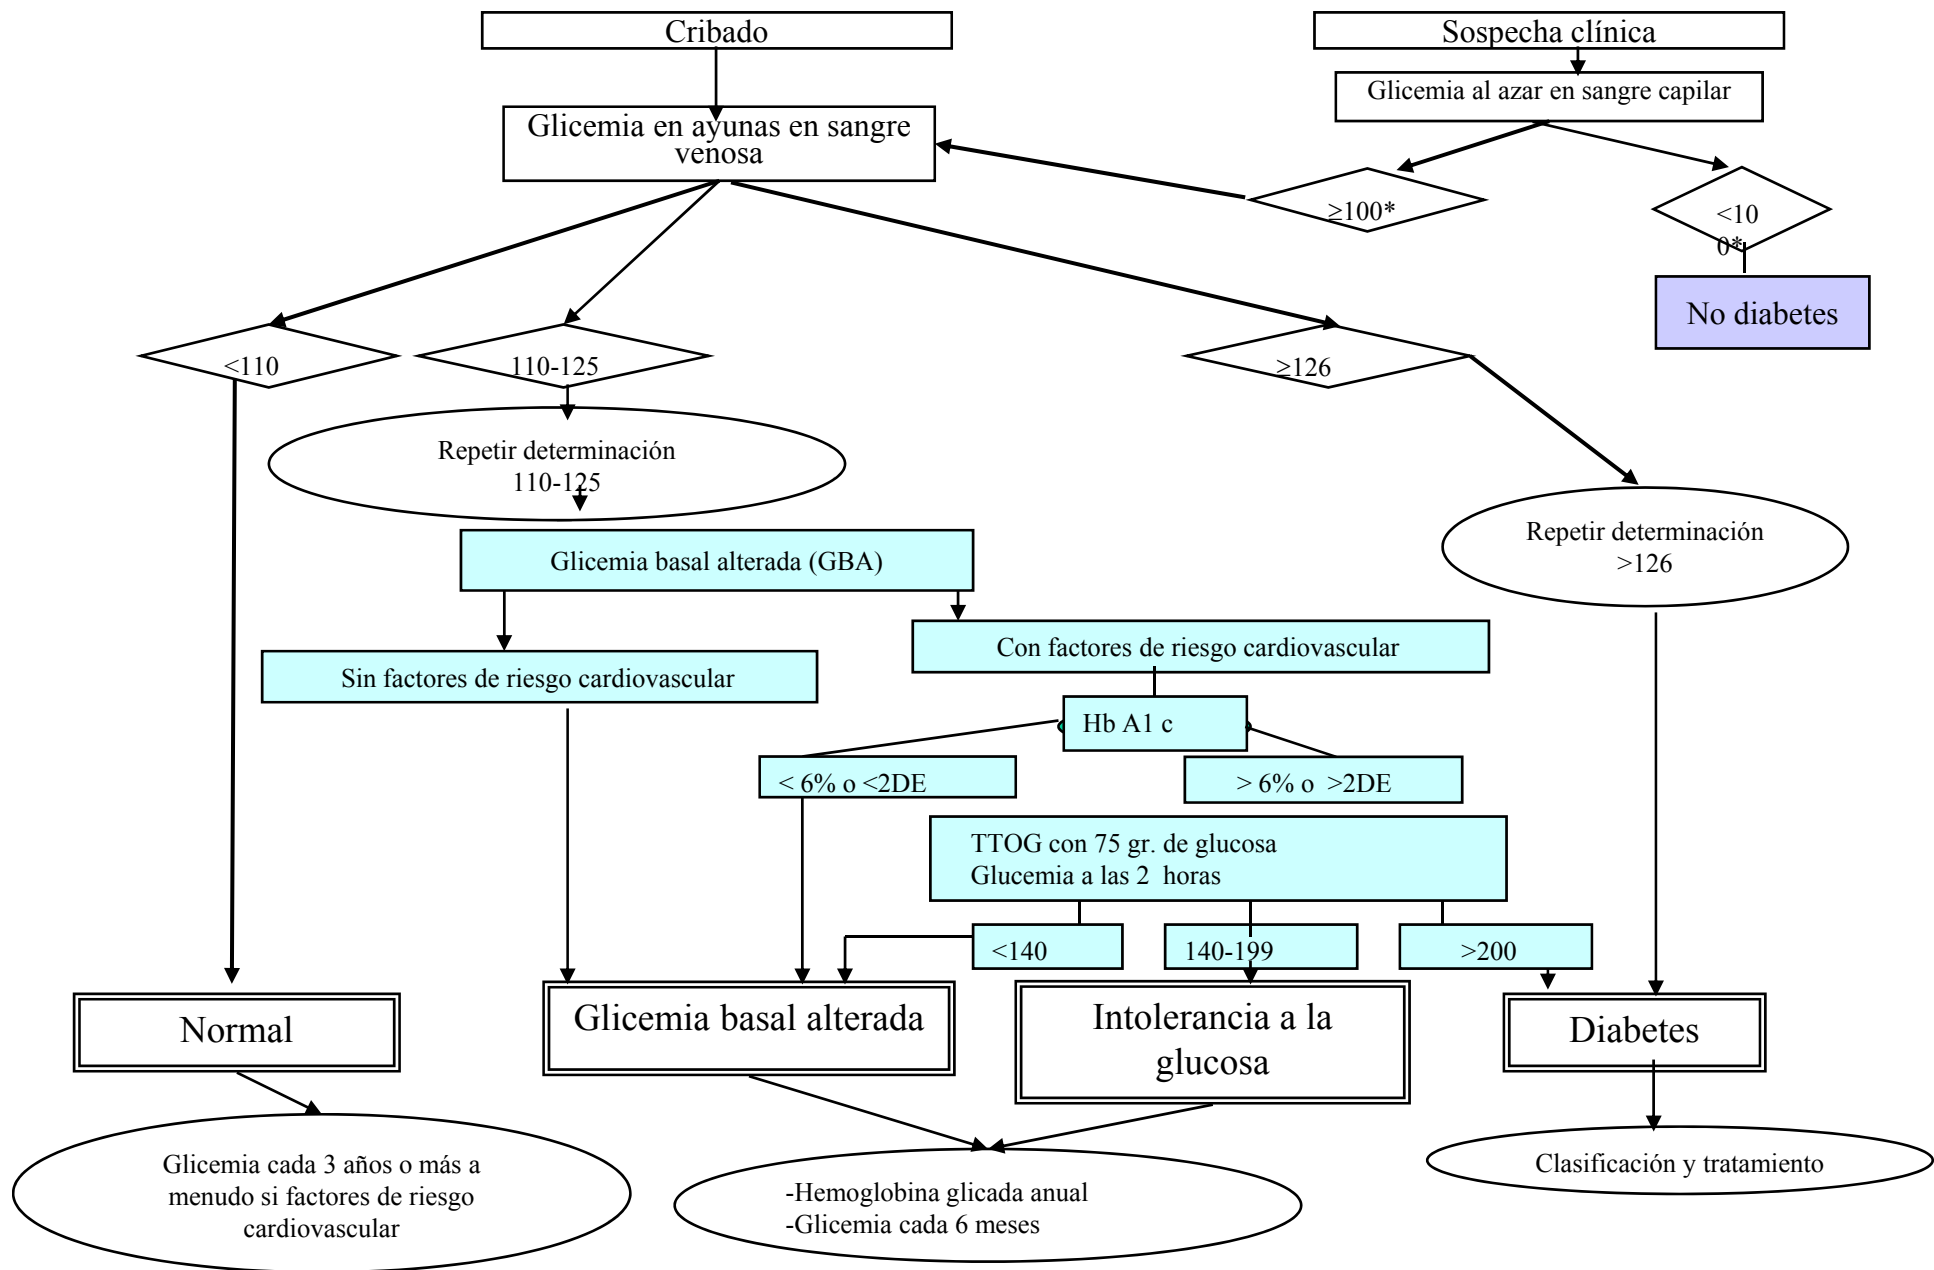 Cribado
Sospecha clínica
Glicemia al azar en sangre capilar
Glicemia en ayunas en sangre
venosa
≥100*
<10
0*
No diabetes
<110
110-125
≥126
Repetir determinación
110-125
Repetir determinación
>126
Glicemia basal alterada (GBA)
Con factores de riesgo cardiovascular
Sin factores de riesgo cardiovascular
Hb A1 c
< 6% o <2DE
> 6% o >2DE
TTOG con 75 gr. de glucosa
Glucemia a las 2 horas
<140
140-199
>200
Normal
Glicemia basal alterada
Intolerancia a la
glucosa
Diabetes
Glicemia cada 3 años o más a
menudo si factores de riesgo
cardiovascular
-Hemoglobina glicada anual
-Glicemia cada 6 meses
Clasificación y tratamiento